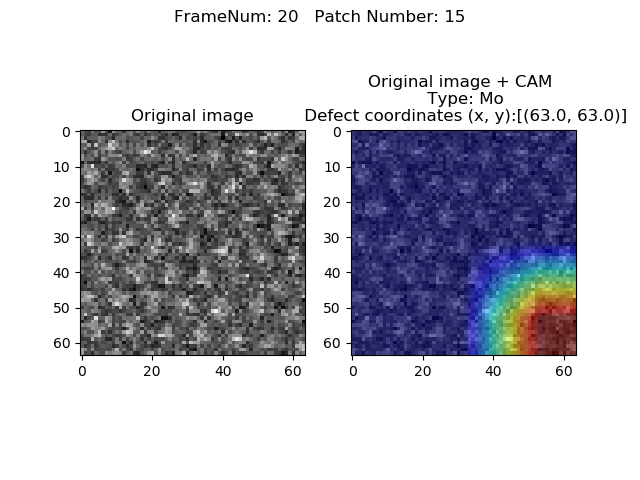 FrameNum: 20   Patch Number: 15
Original image
Original image + CAM
Type: Mo
Defect coordinates (x, y):[(63.0, 63.0)]
0
10
20
30
40
50
60
0 20 40 60
0
10
20
30
40
50
60
0 20 40 60